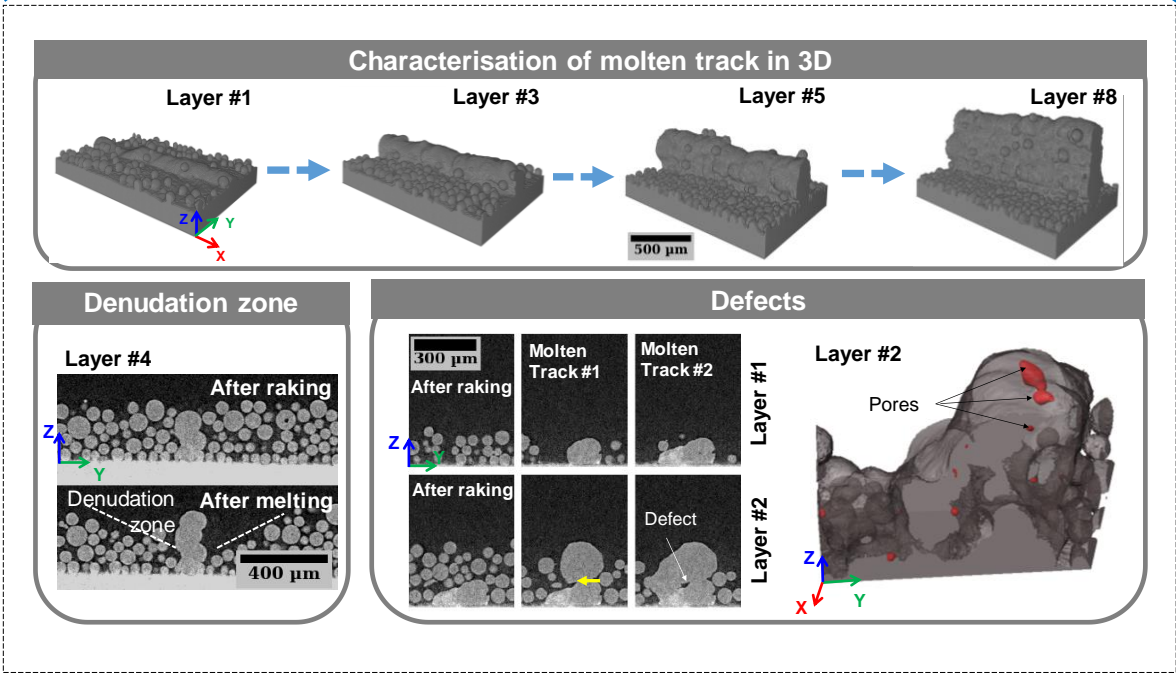 Characterisation of molten track in 3D
Layer #1
Layer #3
Layer #5
Layer #8
Z
Y
X
500 µm
Denudation zone
Layer #4
After raking
Z
Y
Denudation
zone
After melting
400 µm
Defects
300 µm
After raking
Molten
Track #1
Molten
Track #2
Layer #1
Z
Y
After raking
Defect
Layer #2
Layer #2
Pores
Z
Y
X